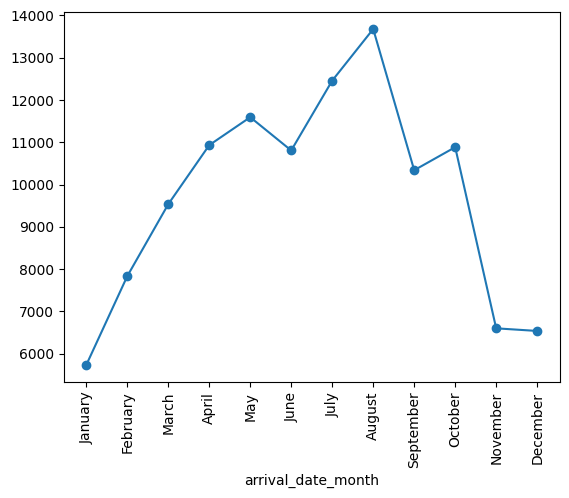 14000
13000
12000
11000
10000
9000
8000
7000
6000
January
February
March
April
May
June
July
August
September
October
November
December
arrival_date_month